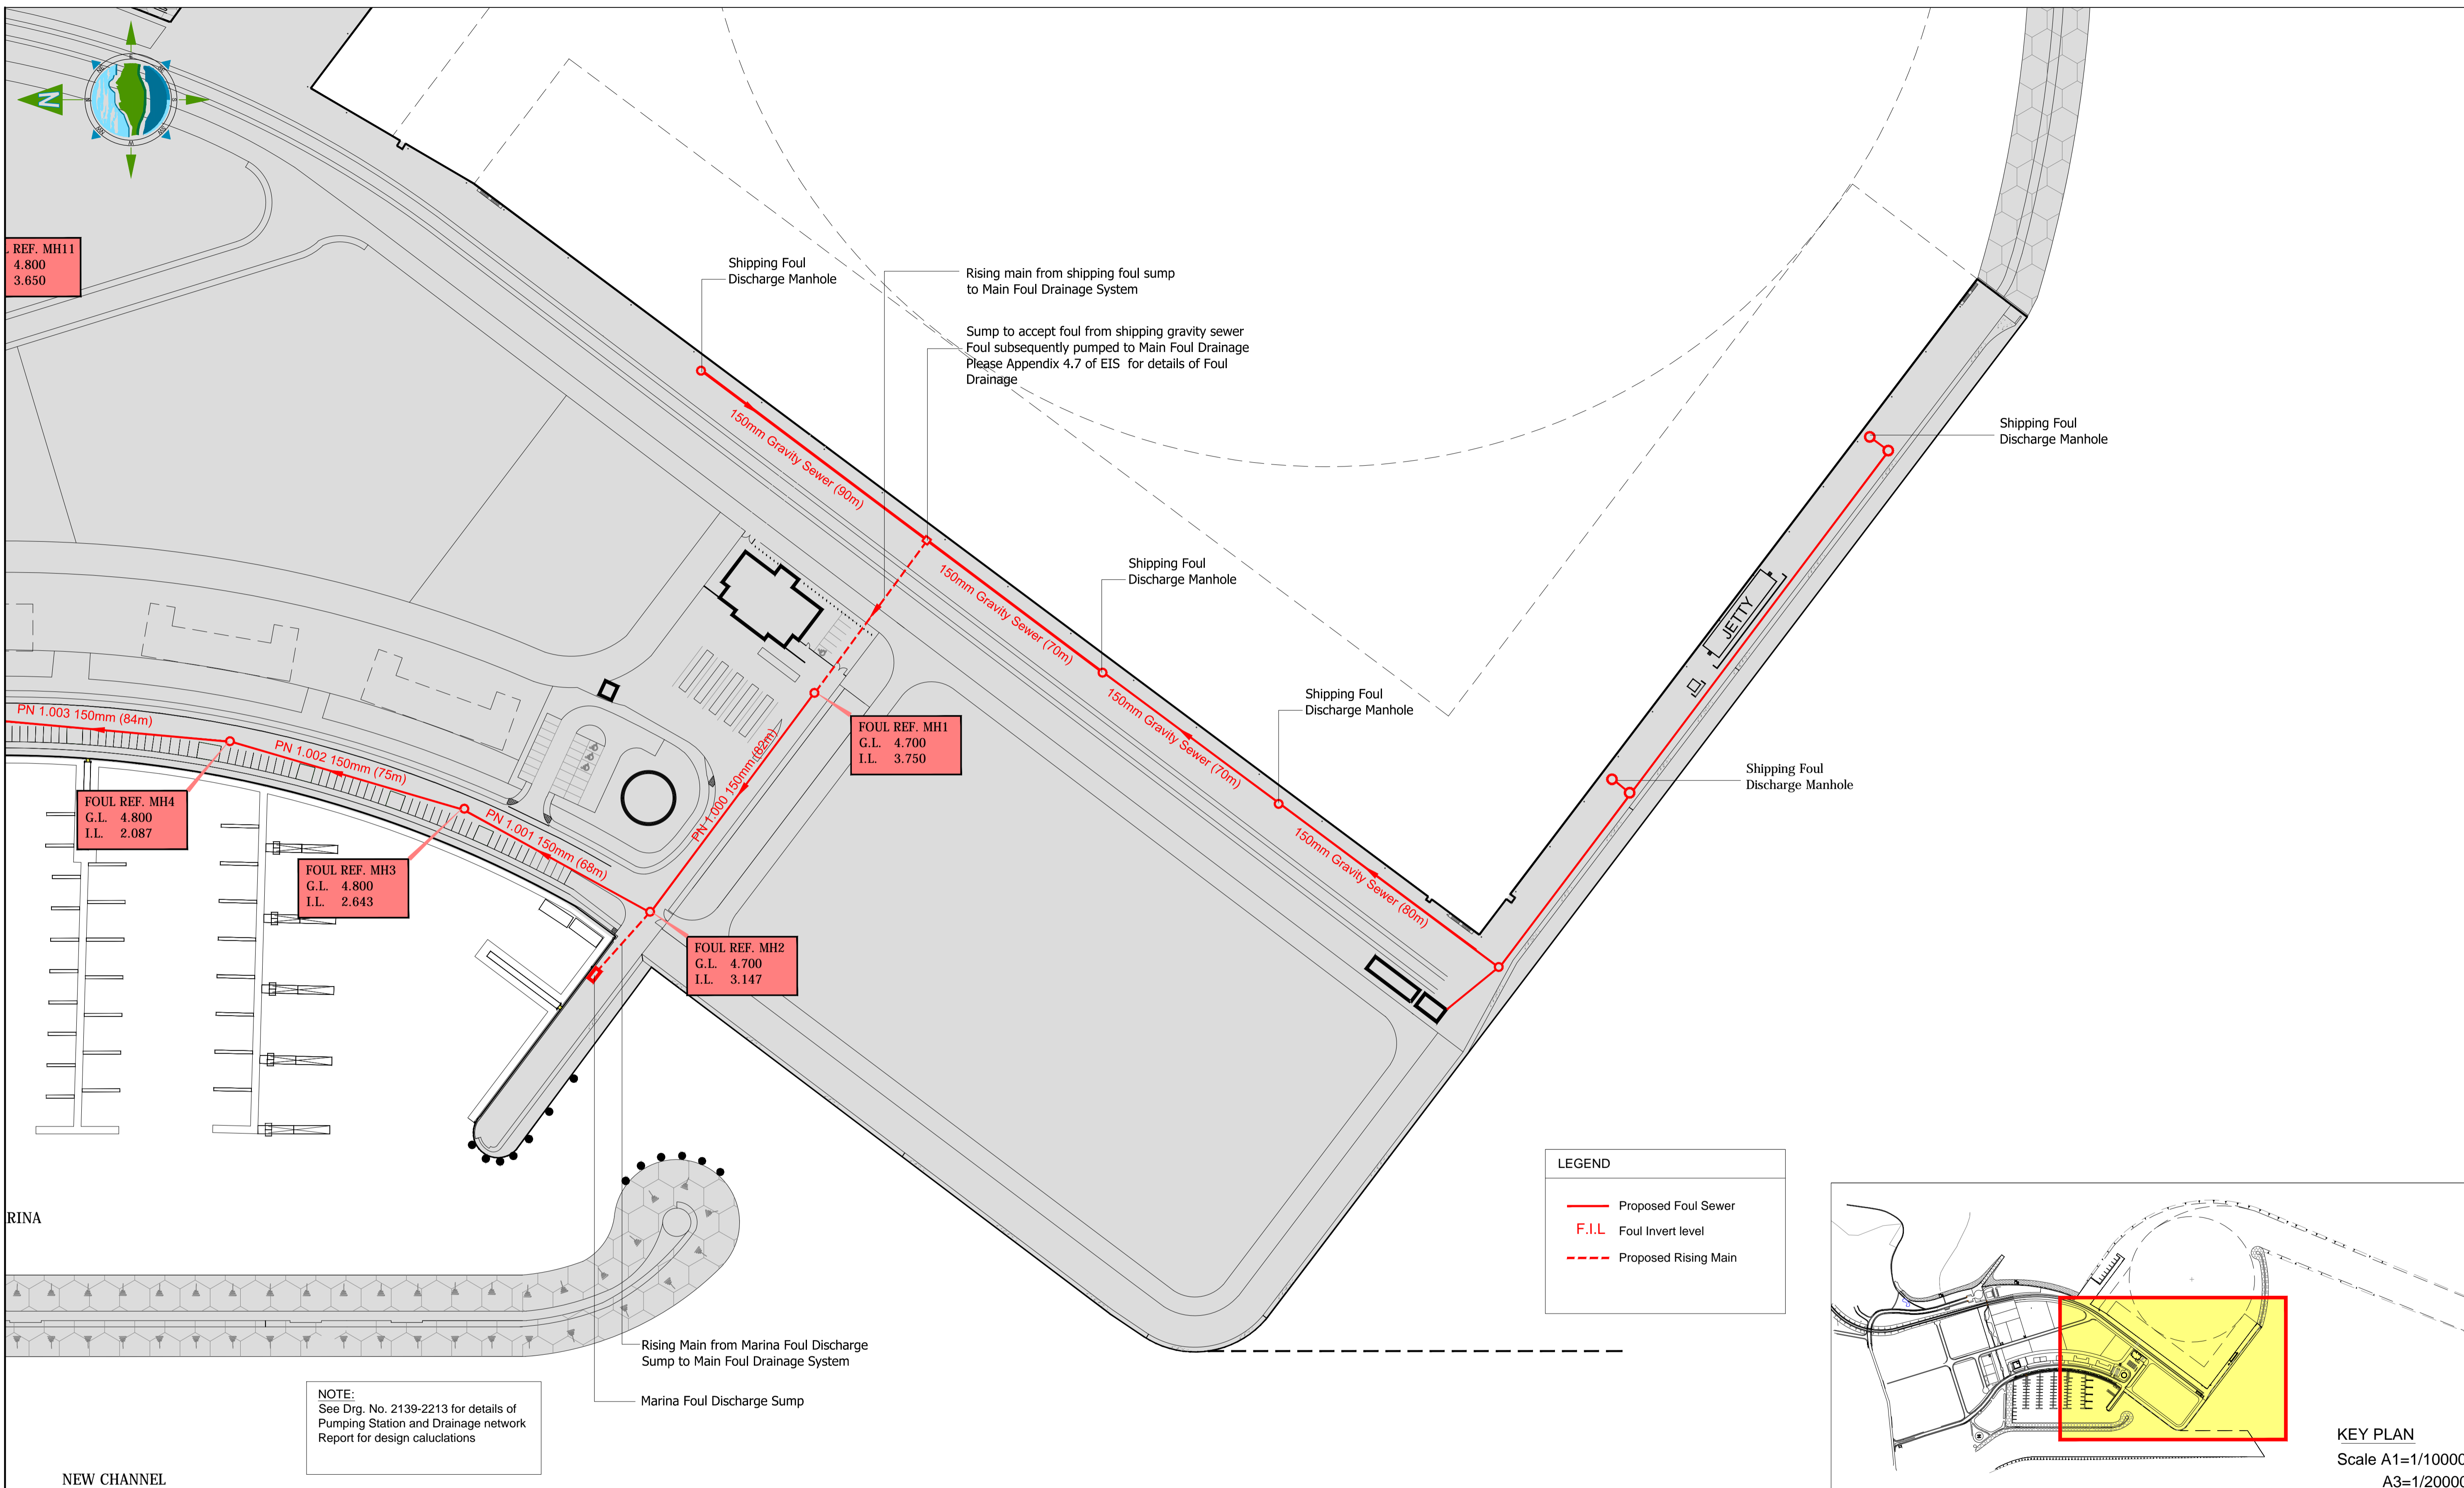 N
L REF. MH11
4.800
3.650
Shipping Foul
Discharge Manhole
Rising main from shipping foul sump
to Main Foul Drainage System
Sump to accept foul from shipping gravity sewer
Foul subsequently pumped to Main Foul Drainage
Please Appendix 4.7 of EIS for details of Foul
Drainage
150mm Gravity Sewer (90m)
150mm Gravity Sewer (70m)
Shipping Foul
Discharge Manhole
150mm Gravity Sewer (70m)
Shipping Foul
Discharge Manhole
150mm Gravity Sewer (80m)
Shipping Foul
Discharge Manhole
JETTY
Shipping Foul
Discharge Manhole
FOUL REF. MH1
G.L. 4.700
I.L. 3.750
PN 1.000 150mm (82m)
PN 1.003 150mm (84m)
PN 1.002 150mm (75m)
PN 1.001 150mm (68m)
FOUL REF. MH4
G.L. 4.800
I.L. 2.087
FOUL REF. MH3
G.L. 4.800
I.L. 2.643
FOUL REF. MH2
G.L. 4.700
I.L. 3.147
RINA
Rising Main from Marina Foul Discharge
Sump to Main Foul Drainage System
Marina Foul Discharge Sump
NOTE:
See Drg. No. 2139-2213 for details of
Pumping Station and Drainage network
Report for design caluclations
NEW CHANNEL
LEGEND
Proposed Foul Sewer
F.I.L Foul Invert level
Proposed Rising Main
KEY PLAN
Scale A1=1/10000
A3=1/20000